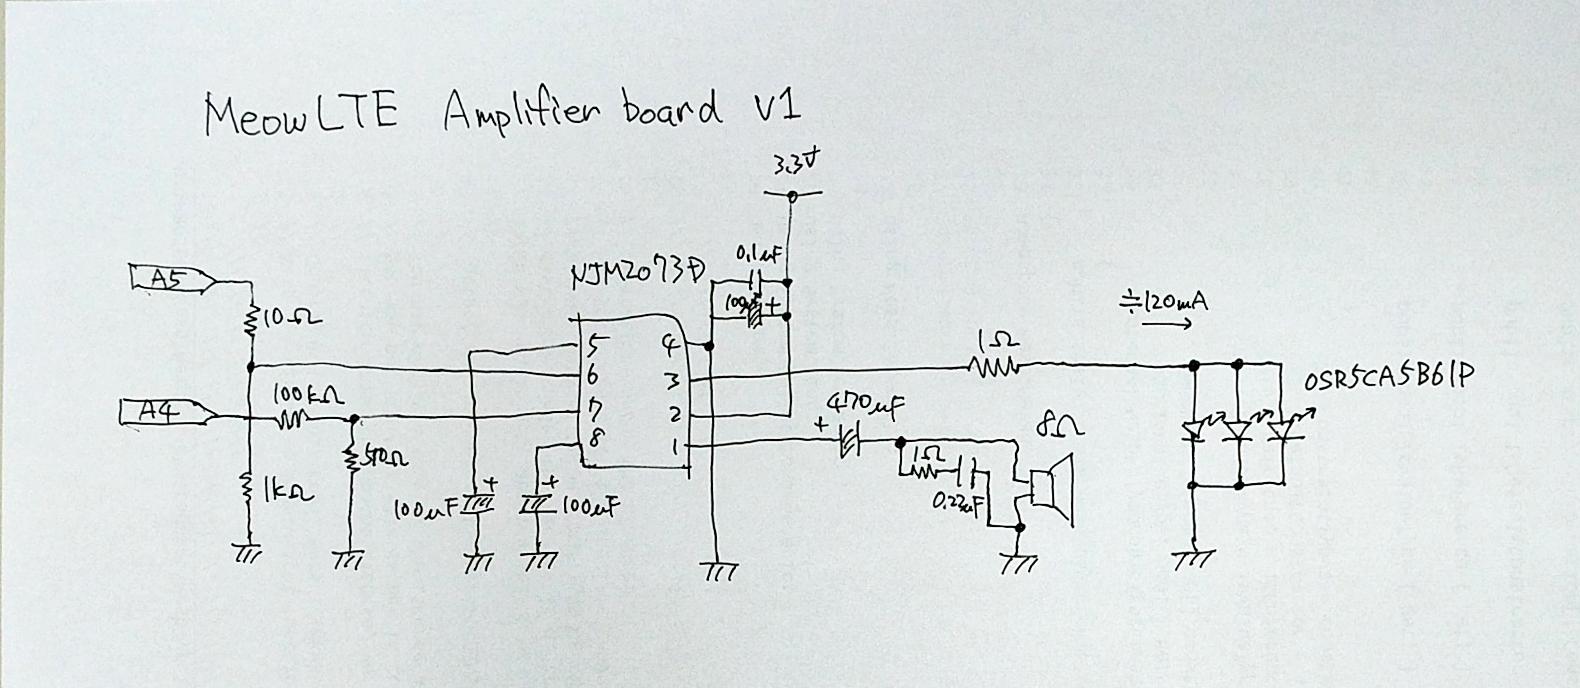 MeowLTE Amplifier board v1
3.3V
0.1uF
NJM2073D
A5
100uF +
≒120mA
10Ω
1Ω
5 4
6 3
OSR5CA5B61P
100kΩ
A4
7 2
470uF
+
8Ω
8 1
1Ω
510Ω
1kΩ
+
+
0.22uF
100uF
100uF